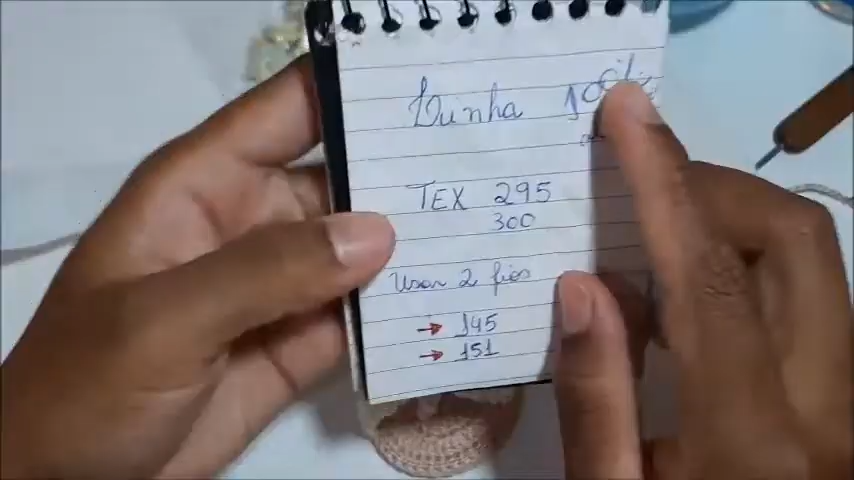 Linha
TEX 295
300
Usar 2 fios
→ 145
→ 151